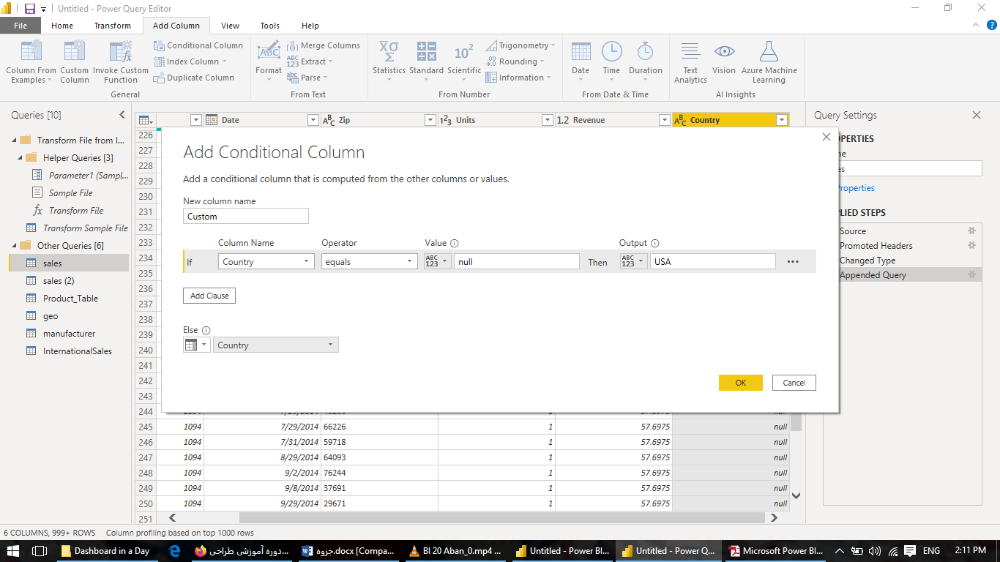 Untitled - Power Query Editor
File Home Transform Add Column View Tools Help
Column From Examples
Custom Column
Invoke Custom Function
Conditional Column
Index Column
Duplicate Column
General
Format
Merge Columns
ABC 123 Extract
abc Parse
From Text
Statistics
Standard
10² Scientific
Trigonometry
Rounding
Information
From Number
Date
Time
Duration
From Date & Time
Text Analytics
Vision
Azure Machine Learning
AI Insights
Queries [10]
Transform File from I...
Helper Queries [3]
Parameter1 (Sampl...
Sample File
fx Transform File
Transform Sample File
Other Queries [6]
sales
sales (2)
Product_Table
geo
manufacturer
InternationalSales
Date ABC Zip 123 Units 1.2 Revenue ABC Country
226
227
228
229
230
231
232
233
234
235
236
237
238
239
240
241
242
243
244
245 1094 7/29/2014 66226 1 57.6975 null
246 1094 7/31/2014 59718 1 57.6975 null
247 1094 8/29/2014 64093 1 57.6975 null
248 1094 9/2/2014 76244 1 57.6975 null
249 1094 9/8/2014 37691 1 57.6975 null
250 1094 9/29/2014 29671 1 57.6975 null
251
Add Conditional Column
Add a conditional column that is computed from the other columns or values.
New column name
Custom
Column Name Operator Value Output
If Country equals ABC 123 null Then ABC 123 USA ...
Add Clause
Else
Country
OK Cancel
Query Settings
OPERTIES
me
es
Properties
PLIED STEPS
Source
Promoted Headers
Changed Type
Appended Query
6 COLUMNS, 999+ ROWS Column profiling based on top 1000 rows
Dashboard in a Day
دوره آموزشی طراحی...
جزوه.docx [Compa...
BI 20 Aban_0.mp4 ...
Untitled - Power BI...
Untitled - Power Q...
Microsoft Power BI...
ENG
2:11 PM